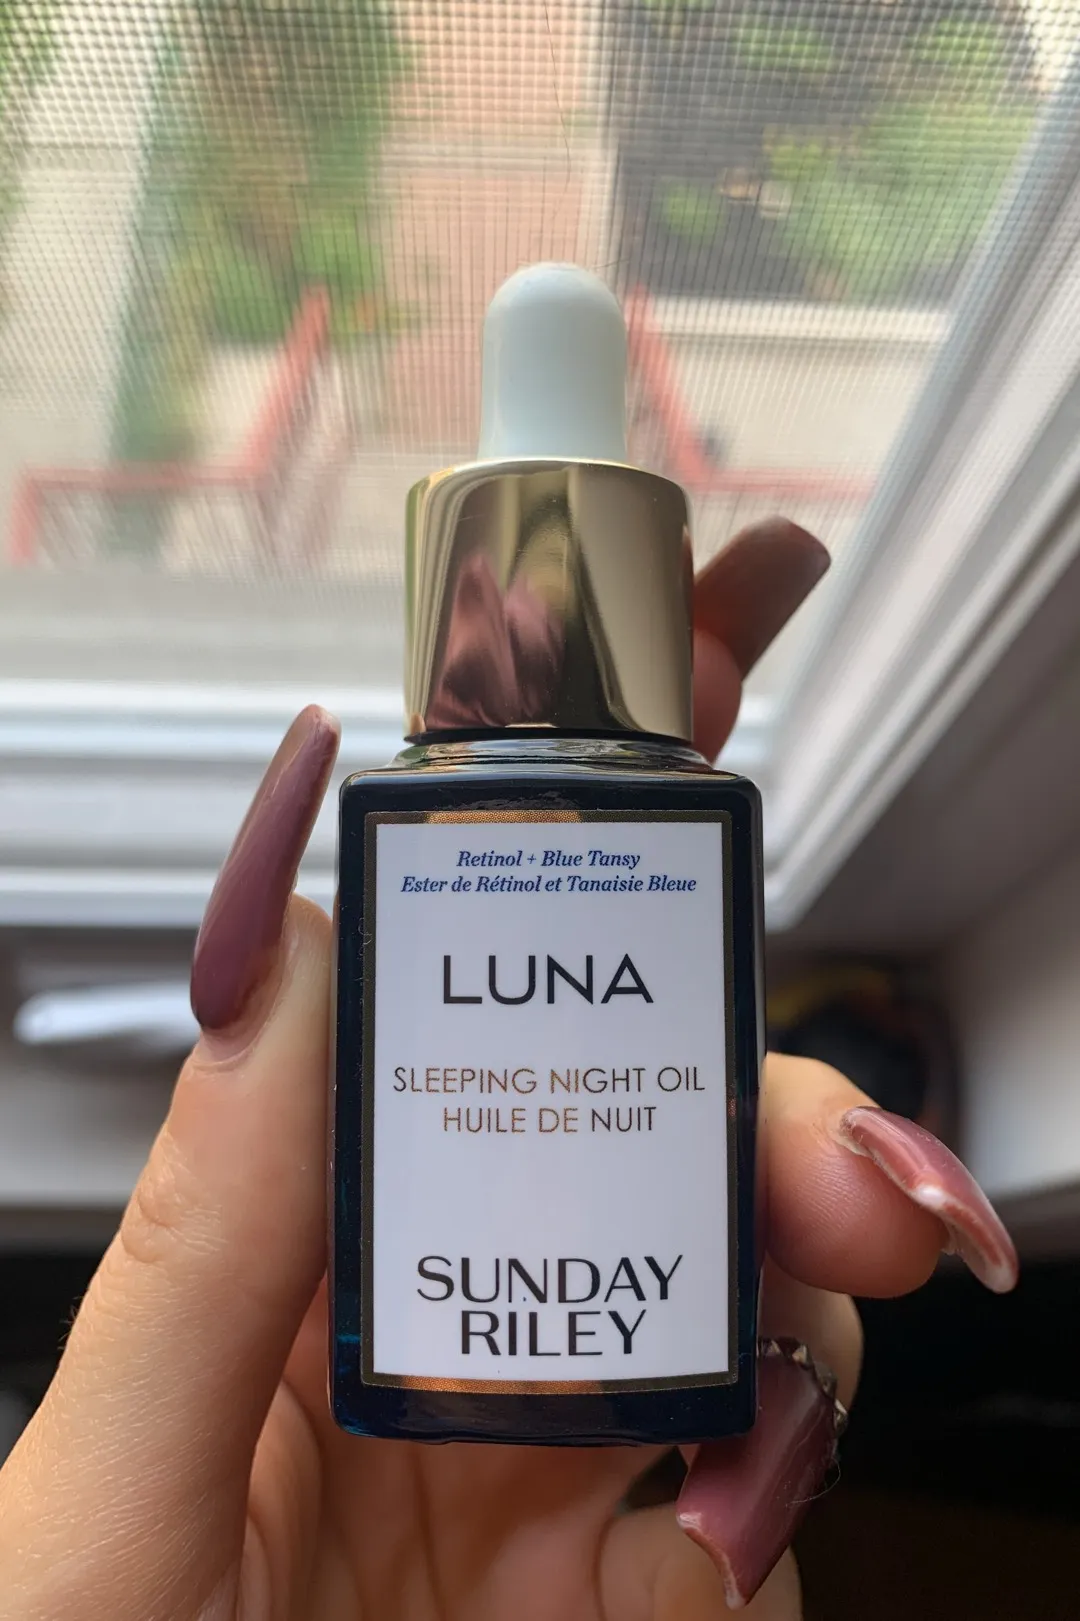 Retinol + Blue Tansy
Ester de Rétinol et Tanaisie Bleue
LUNA
SLEEPING NIGHT OIL
HUILE DE NUIT
SUNDAY
RILEY